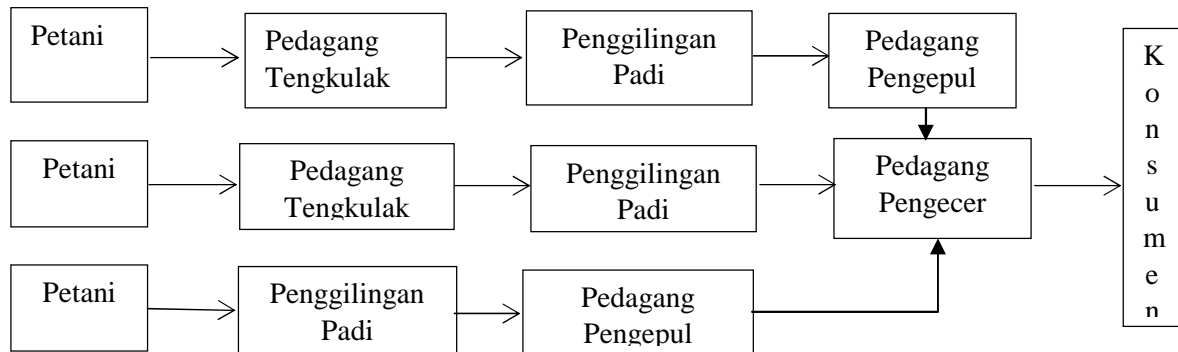 Petani
Pedagang
Tengkulak
Penggilingan
Padi
Pedagang
Pengepul
Petani
Pedagang
Tengkulak
Penggilingan
Padi
Pedagang
Pengecer
Petani
Penggilingan
Padi
Pedagang
Pengepul
K
o
n
s
u
m
e
n